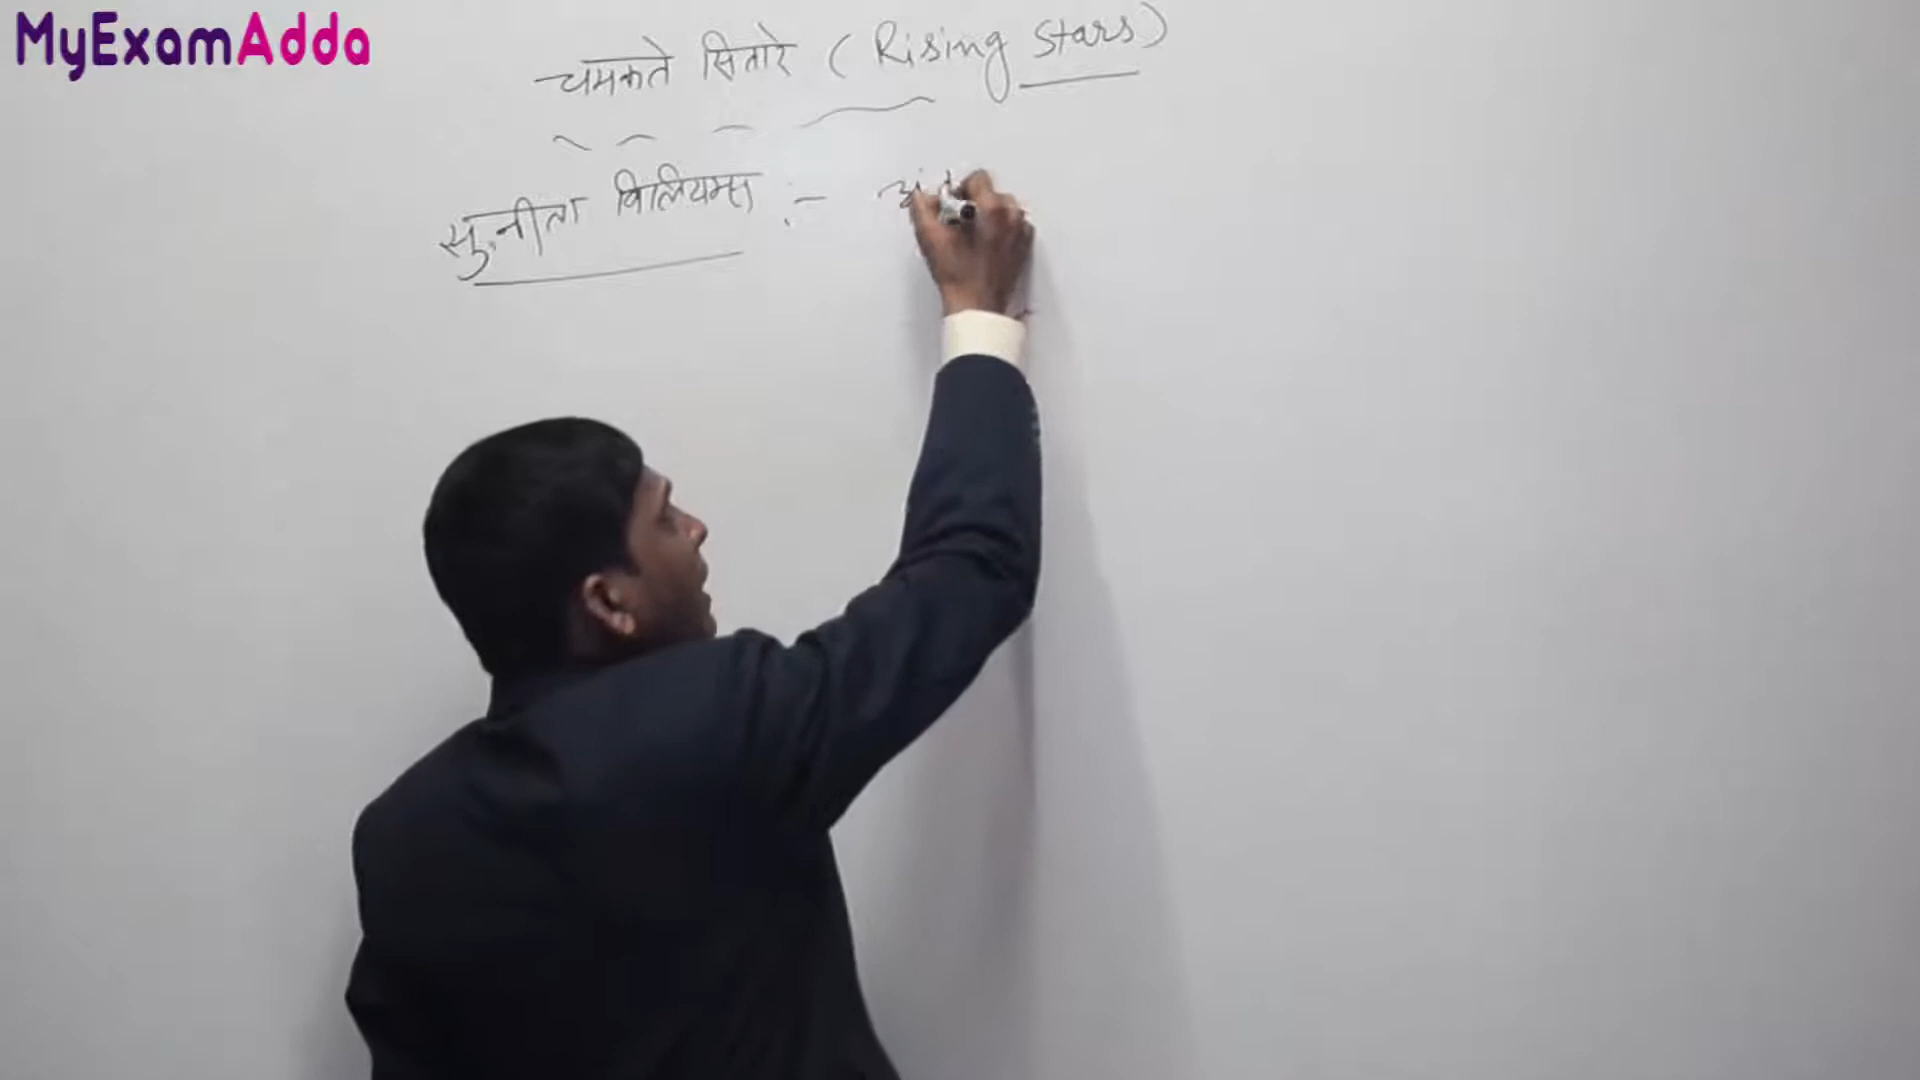 MyExamAdda
चमकते सितारे (Rising Stars)
सुनीता विलियम्स :-